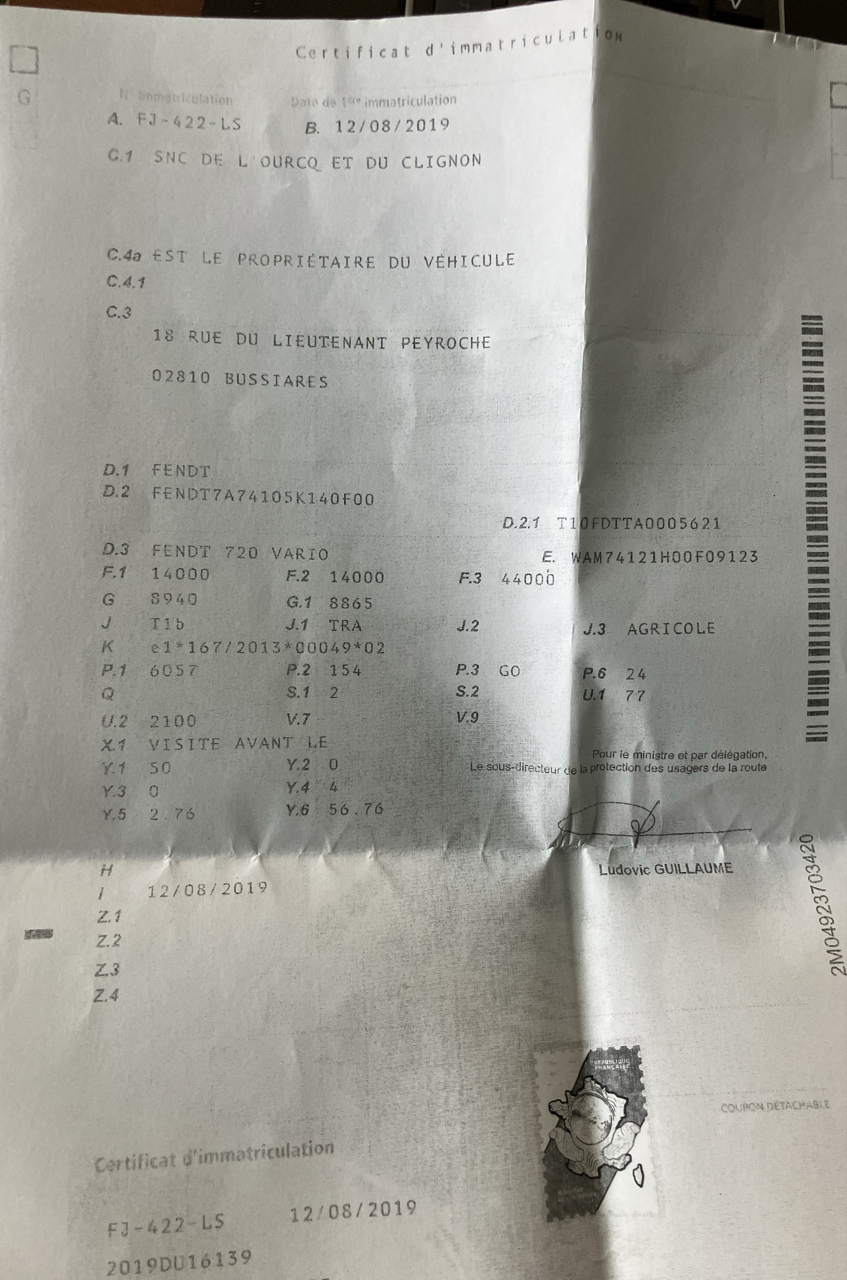 Certificat d'immatriculation
N° Immatriculation Date de 1ère immatriculation
A. FJ-422-LS B. 12/08/2019
G
C.1 SNC DE L'OURCQ ET DU CLIGNON
C.4a EST LE PROPRIÉTAIRE DU VÉHICULE
C.4.1
C.3
18 RUE DU LIEUTENANT PEYROCHE
02810 BUSSIARES
D.1 FENDT
D.2 FENDT7A74105K140F00
D.2.1 T10FDTTA0005621
D.3 FENDT 720 VARIO E. WAM74121H00F09123
F.1 14000 F.2 14000 F.3 44000
G 8940 G.1 8865
J T1b J.1 TRA J.2 J.3 AGRICOLE
K e1*167/2013*00049*02
P.1 6057 P.2 154 P.3 GO P.6 24
Q S.1 2 S.2 U.1 77
U.2 2100 V.7 V.9
X.1 VISITE AVANT LE
Y.1 50 Y.2 0
Y.3 0 Y.4 4
Y.5 2.76 Y.6 56.76
Pour le ministre et par délégation,
Le sous-directeur de la protection des usagers de la route
Ludovic GUILLAUME
H
I 12/08/2019
Z.1
Z.2
Z.3
Z.4
2M04923703420
RÉPUBLIQUE
FRANÇAISE
COUPON DÉTACHABLE
Certificat d'immatriculation
FJ-422-LS 12/08/2019
2019DU16139